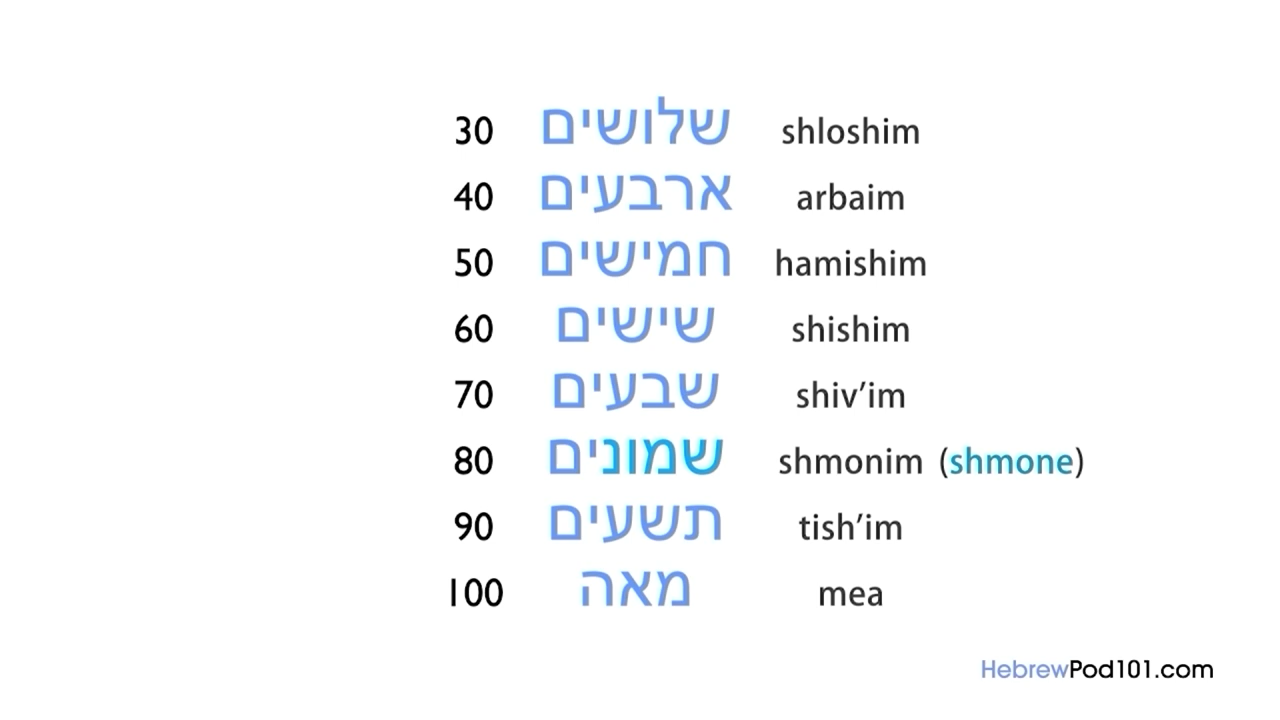 30 שלושים shloshim
40 ארבעים arbaim
50 חמישים hamishim
60 שישים shishim
70 שבעים shiv’im
80 שמונים shmonim (shmone)
90 תשעים tish’im
100 מאה mea
HebrewPod101.com